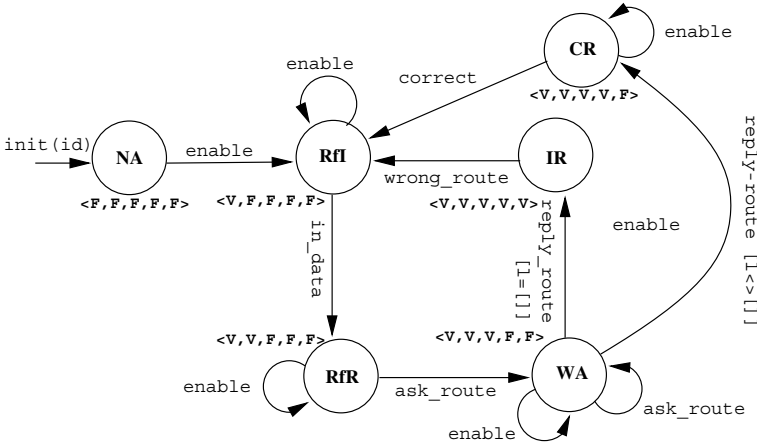 enable
CR
enable
correct
<V,V,V,V,F>
init(id)
NA
enable
RfI
wrong_route
IR
reply-route [l<>[]]
<F,F,F,F,F>
<V,F,F,F,F>
<V,V,V,V,V>
in_data
reply_route
[l=[]]
enable
<V,V,F,F,F>
<V,V,V,F,F>
enable
RfR
ask_route
WA
ask_route
enable